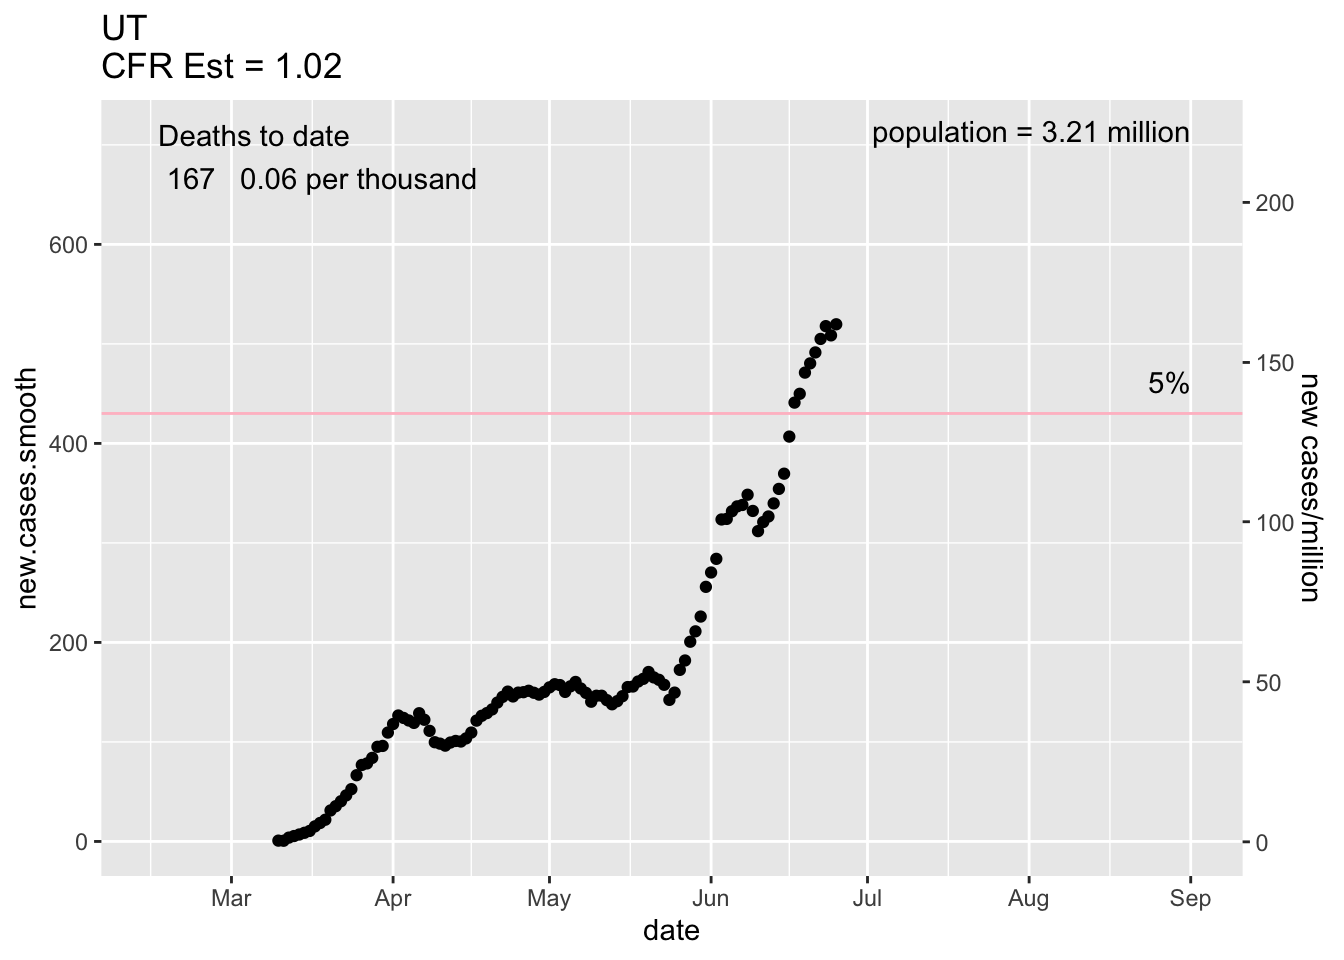 UT
CFR Est = 1.02
Deaths to date
167 0.06 per thousand
population = 3.21 million
5%
new.cases.smooth
600
400
200
0
200
150
100
50
0
new cases/million
Mar Apr May Jun Jul Aug Sep
date